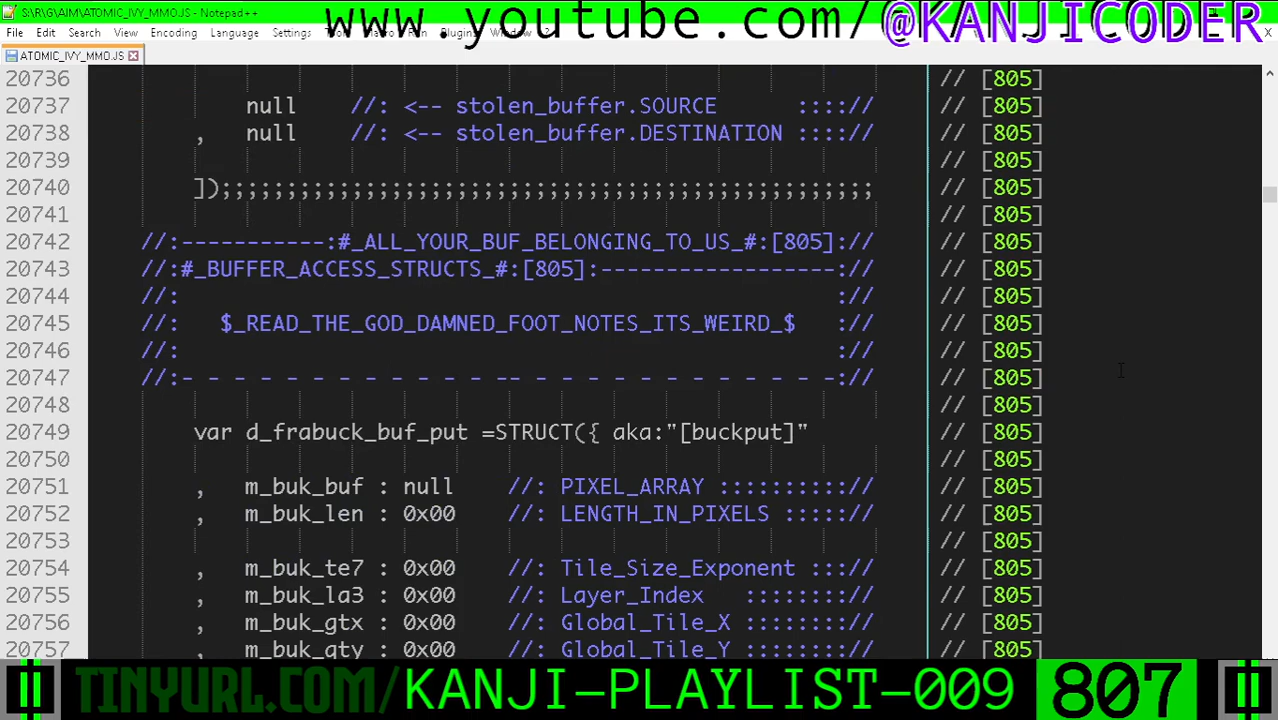 S:\R\G\AIM\ATOMIC_IVY_MMO.JS - Notepad++
www.youtube.com/@KANJICODER
File Edit Search View Encoding Language Settings Run Plugins
ATOMIC_IVY_MMO.JS
20736 // [805]
20737 null //: <-- stolen_buffer.SOURCE ::::// // [805]
20738 , null //: <-- stolen_buffer.DESTINATION ::::// // [805]
20739 // [805]
20740 ]);;;;;;;;;;;;;;;;;;;;;;;;;;;;;;;;;;;;;;;;;;;;;;;;;; // [805]
20741 // [805]
20742 //:-----------:#_ALL_YOUR_BUF_BELONGING_TO_US_#:[805]:// // [805]
20743 //:#_BUFFER_ACCESS_STRUCTS_#:[805]:------------------:// // [805]
20744 //: :// // [805]
20745 //: $_READ_THE_GOD_DAMNED_FOOT_NOTES_ITS_WEIRD_$ :// // [805]
20746 //: :// // [805]
20747 //:- - - - - - - - - - - - - -- - - - - - - - - - - - -:// // [805]
20748 // [805]
20749 var d_frabuck_buf_put =STRUCT({ aka:"[buckput]" // [805]
20750 // [805]
20751 , m_buk_buf : null //: PIXEL_ARRAY ::::::::::// // [805]
20752 , m_buk_len : 0x00 //: LENGTH_IN_PIXELS :::::// // [805]
20753 // [805]
20754 , m_buk_te7 : 0x00 //: Tile_Size_Exponent :::// // [805]
20755 , m_buk_la3 : 0x00 //: Layer_Index ::::::::// // [805]
20756 , m_buk_gtx : 0x00 //: Global_Tile_X ::::::::// // [805]
20757 , m_buk_gty : 0x00 //: Global_Tile_Y ::::::::// // [805]
TINYURL.COM/KANJI-PLAYLIST-009 807